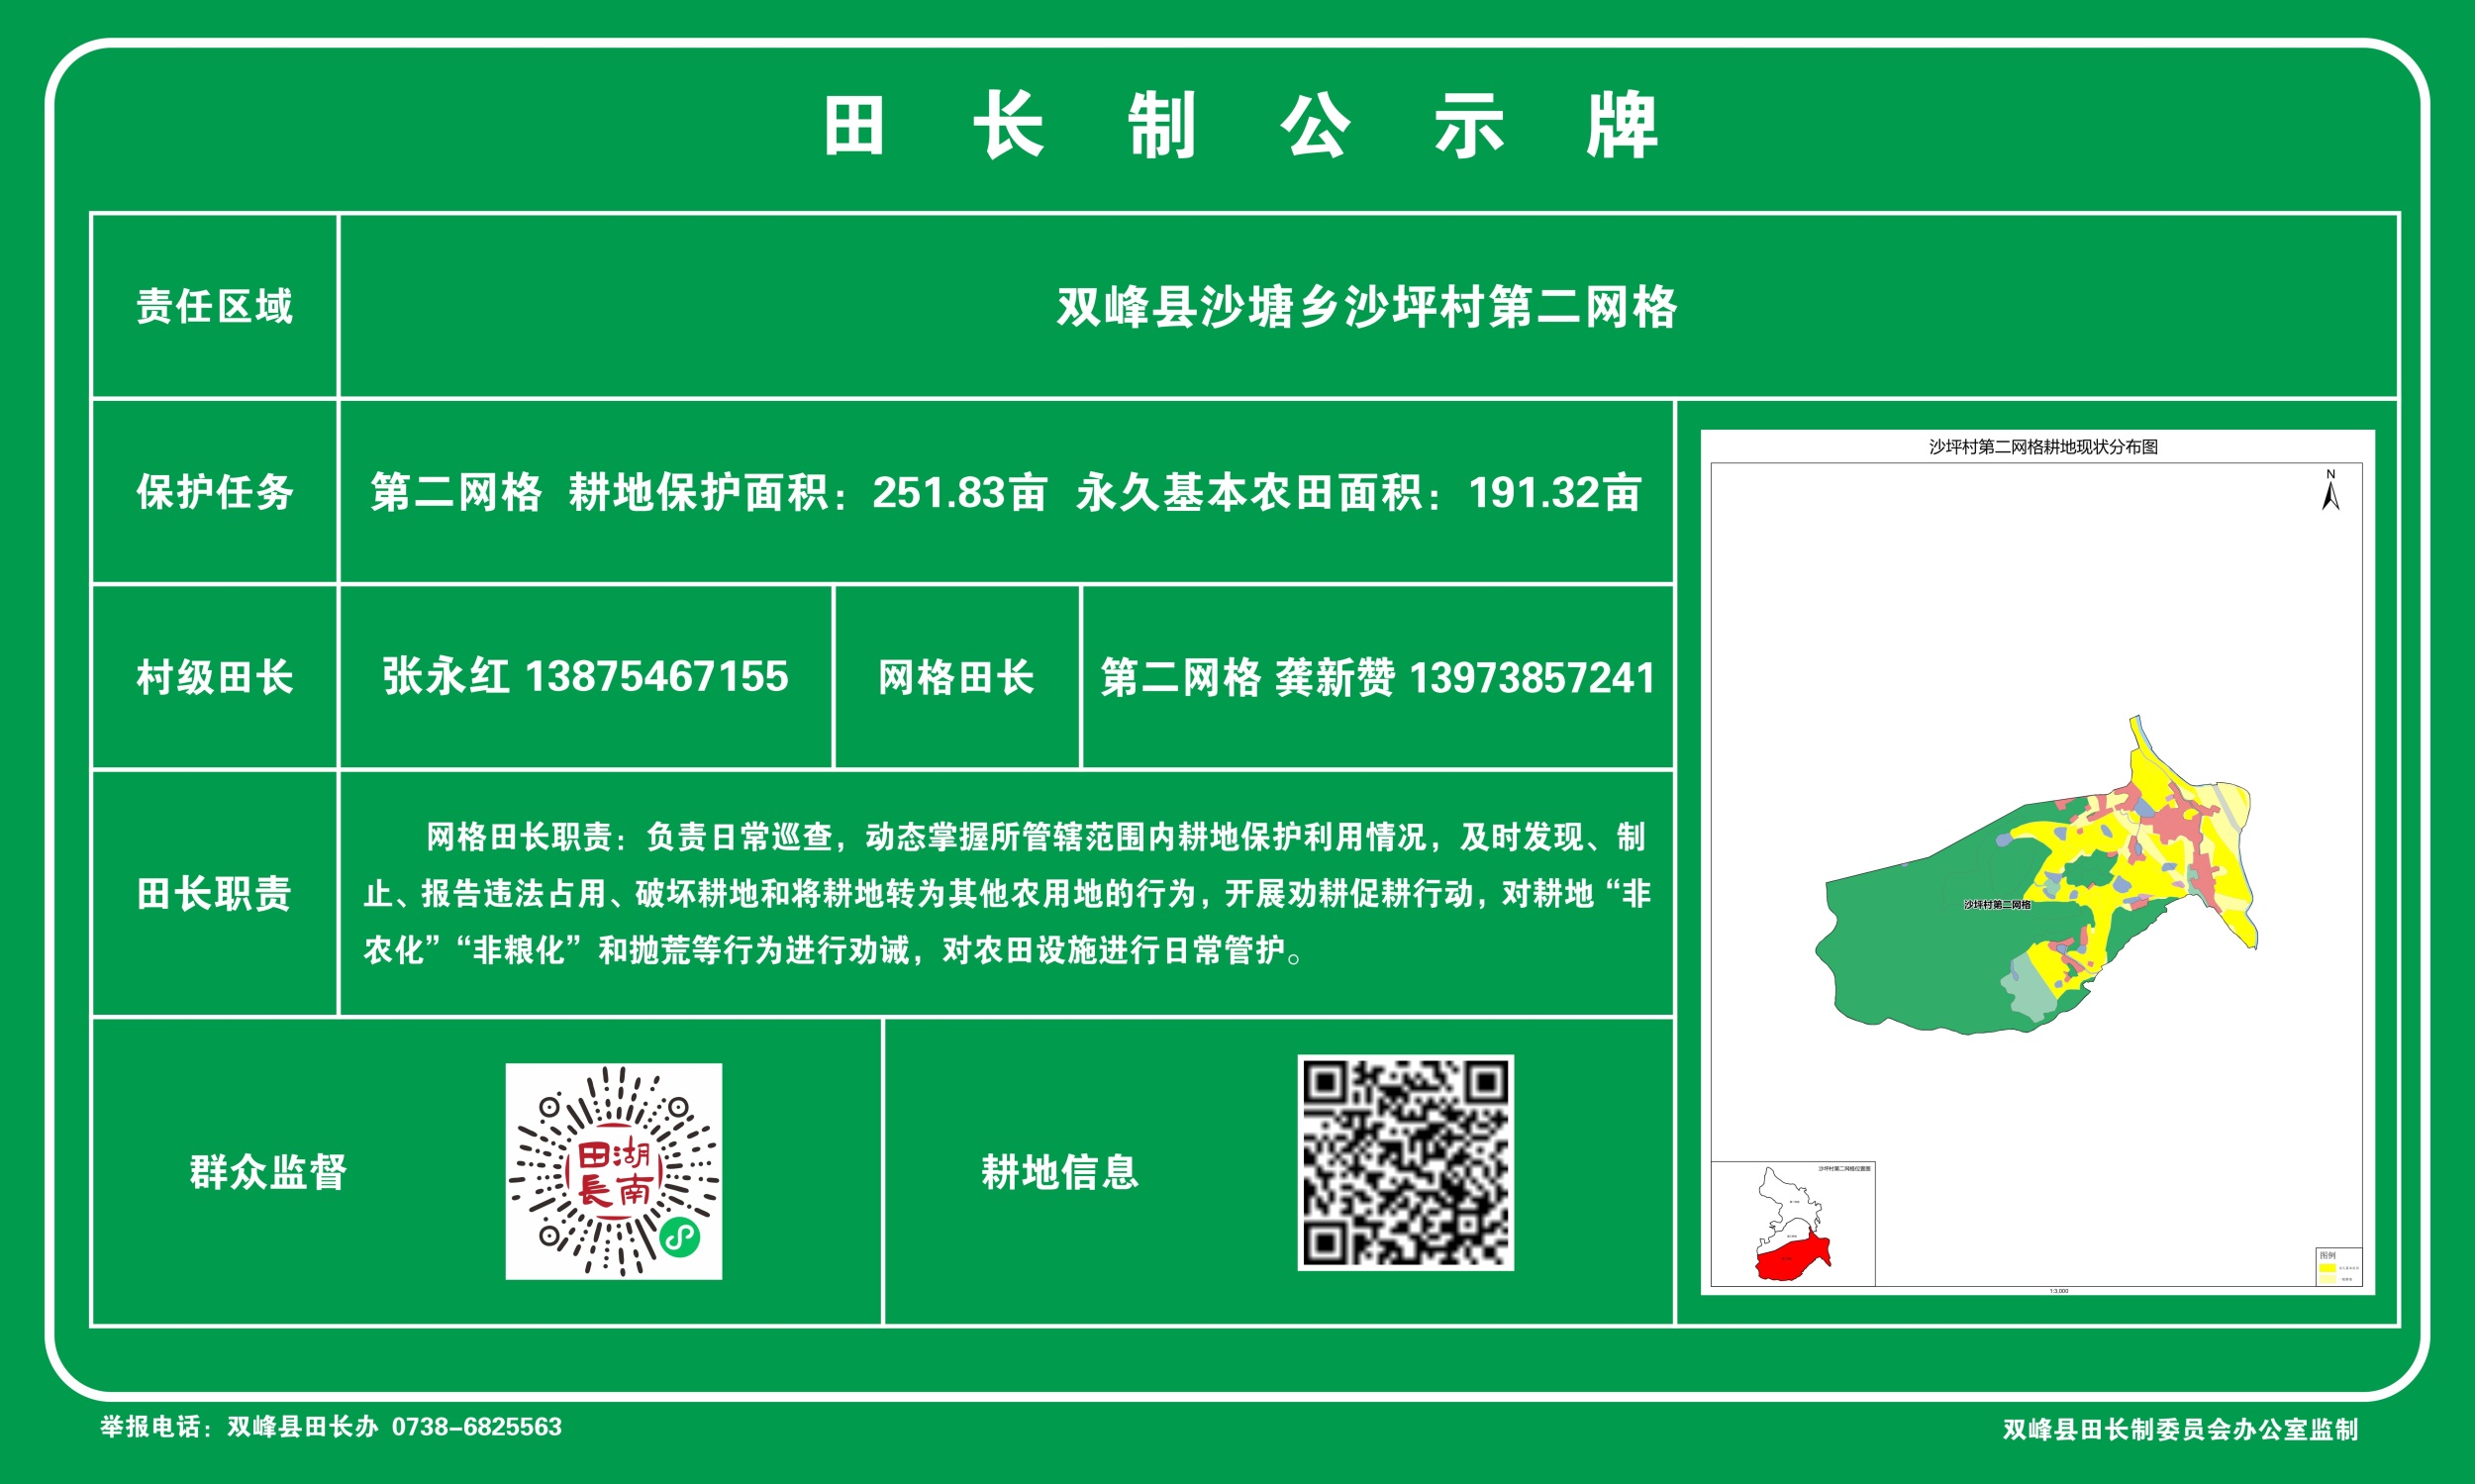 田长制公示牌
责任区域
双峰县沙塘乡沙坪村第二网格
保护任务
第二网格 耕地保护面积：251.83亩 永久基本农田面积：191.32亩
村级田长
张永红 13875467155
网格田长
第二网格 龚新赞 13973857241
田长职责
网格田长职责：负责日常巡查，动态掌握所管辖范围内耕地保护利用情况，及时发现、制
止、报告违法占用、破坏耕地和将耕地转为其他农用地的行为，开展劝耕促耕行动，对耕地“非
农化”“非粮化”和抛荒等行为进行劝诫，对农田设施进行日常管护。
群众监督
湖南
田長
耕地信息
沙坪村第二网格耕地现状分布图
N
沙坪村第二网格
沙坪村第二网格位置图
图例
1:3,000
举报电话：双峰县田长办 0738-6825563
双峰县田长制委员会办公室监制